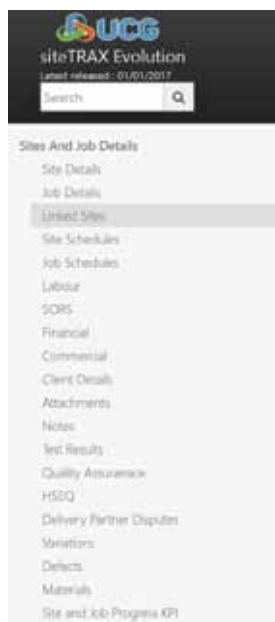 UCG
siteTRAX Evolution
Latest released : 01/01/2017
Search
Sites And Job Details
Site Details
Job Details
Linked Sites
Site Schedules
Job Schedules
Labour
SORS
Financial
Commercial
Client Details
Attachments
Notes
Test Results
Quality Assurance
HSEQ
Delivery Partner Disputes
Variations
Defects
Materials
Site and Job Progress KPI